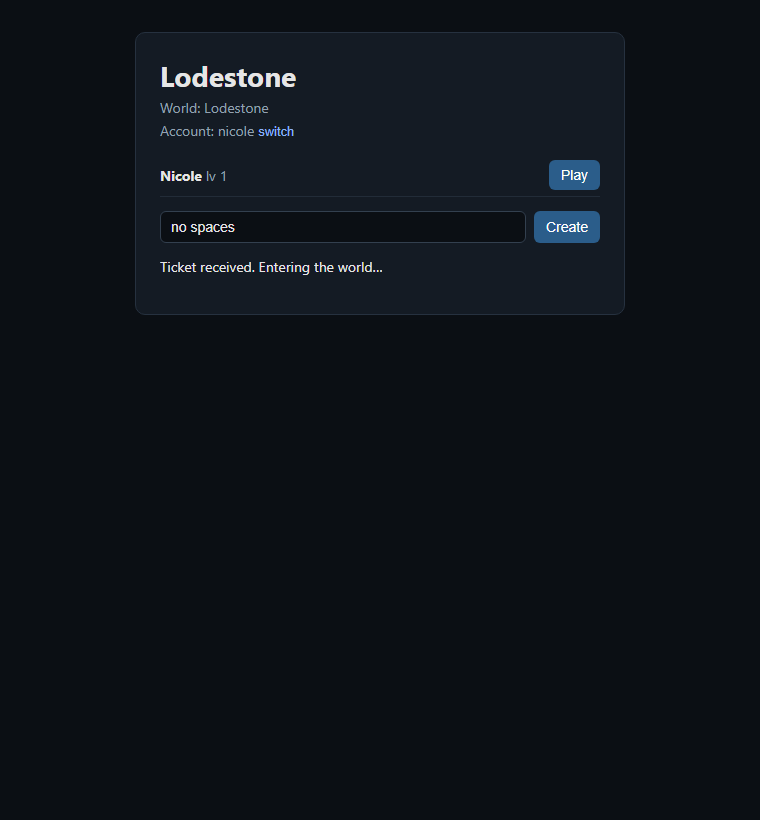 Lodestone
World: Lodestone
Account: nicole switch
Nicole lv 1 Play
no spaces Create
Ticket received. Entering the world...